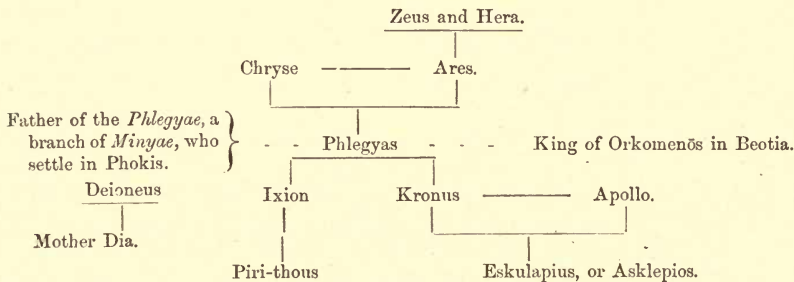 Zeus and Hera.
Chryse Ares.
Father of the Phlegyae, a
branch of Minyae, who
settle in Phokis.
Phlegyas
King of Orkomenōs in Beotia.
Deioneus
Ixion Kronus Apollo.
Mother Dia.
Piri-thous Eskulapius, or Asklepios.